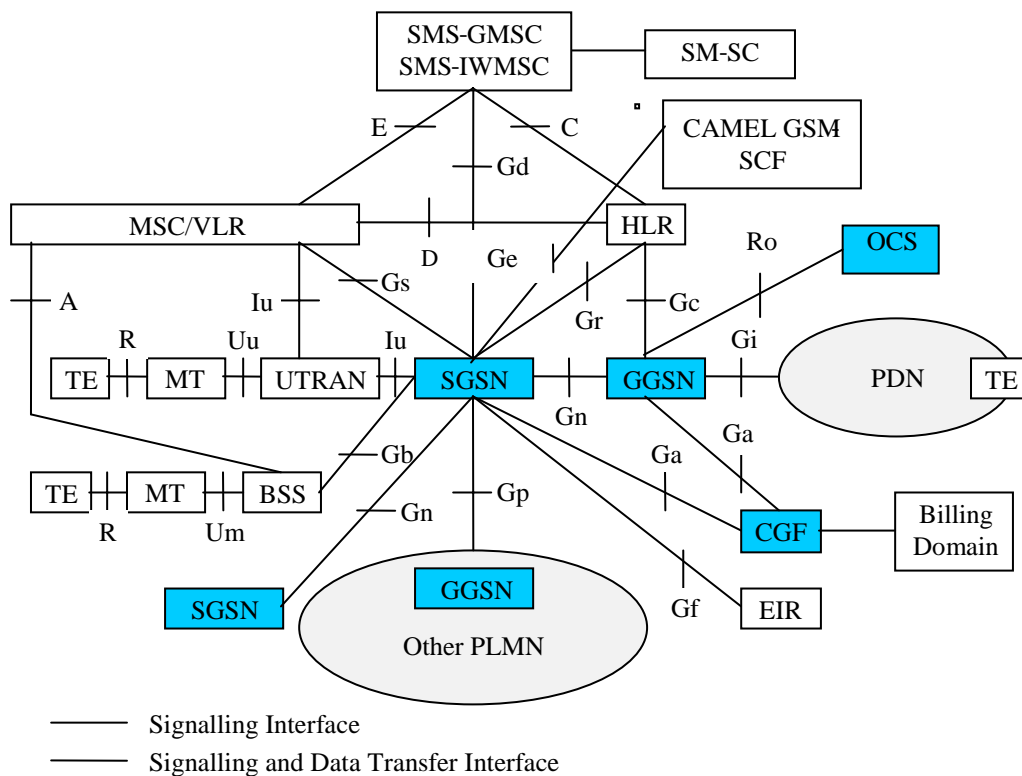 SMS-GMSC
SMS-IWMSC
SM-SC
E
C
CAMEL GSM
SCF
Gd
MSC/VLR
HLR
D
Ge
Ro
OCS
A
Iu
Gs
Gr
Gc
R
Uu
Iu
Gi
TE
MT
UTRAN
SGSN
GGSN
PDN
TE
Gn
Gb
Ga
Ga
TE
MT
BSS
Gp
R
Um
Gn
CGF
Billing
Domain
SGSN
GGSN
Gf
EIR
Other PLMN
Signalling Interface
Signalling and Data Transfer Interface